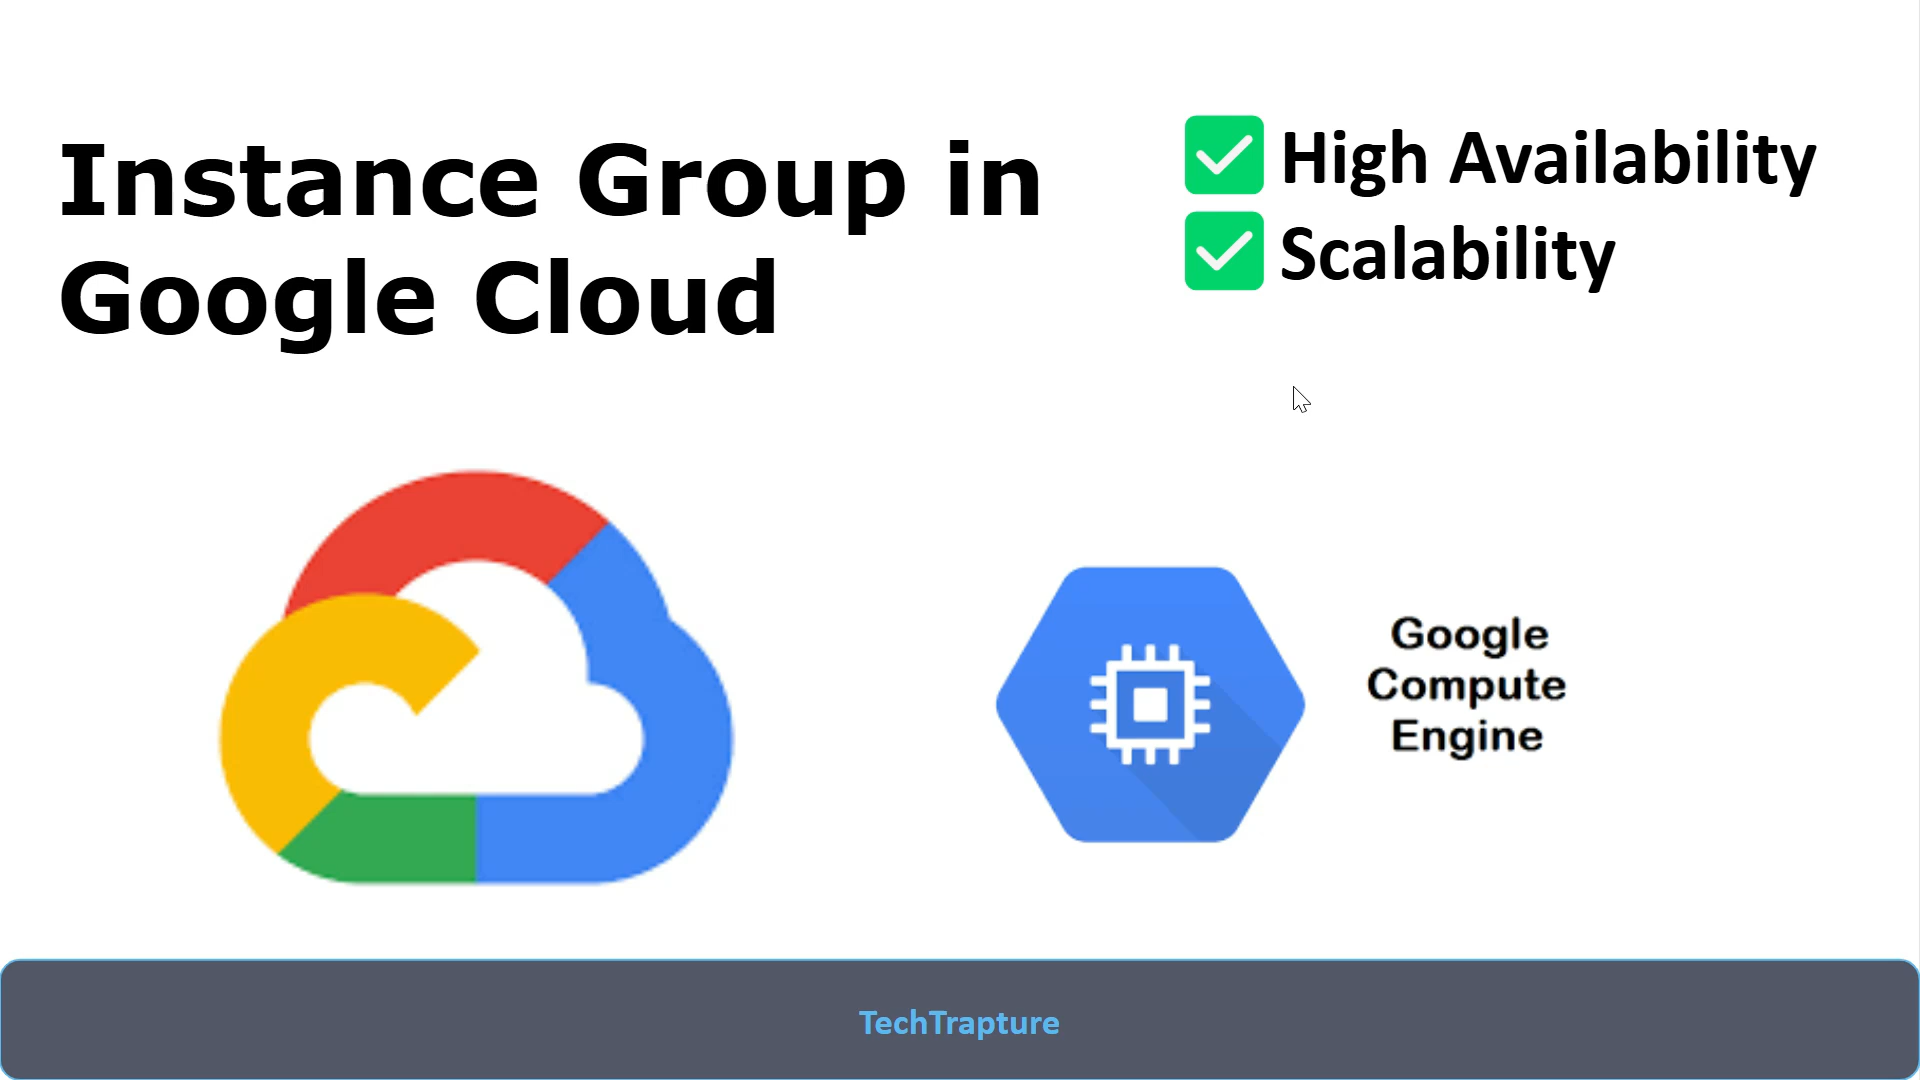 Instance Group in
Google Cloud
High Availability
Scalability
Google
Compute
Engine
TechTrapture